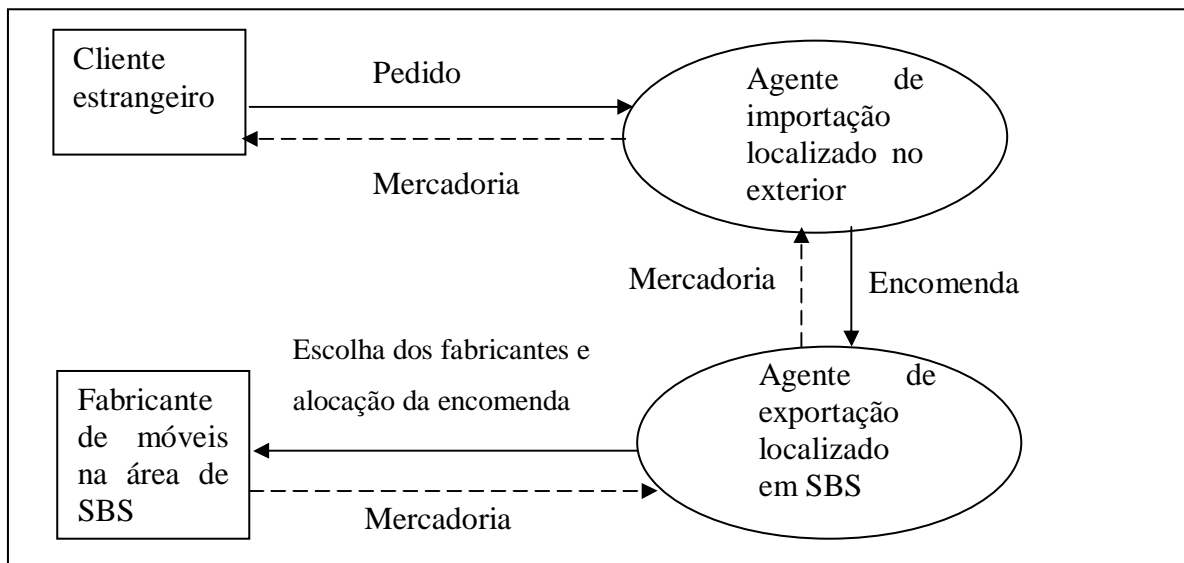 Cliente
estrangeiro
Pedido
Mercadoria
Agente de
importação
localizado no
exterior
Mercadoria
Encomenda
Escolha dos fabricantes e
alocação da encomenda
Fabricante
de móveis
na área de
SBS
Mercadoria
Agente de
exportação
localizado
em SBS